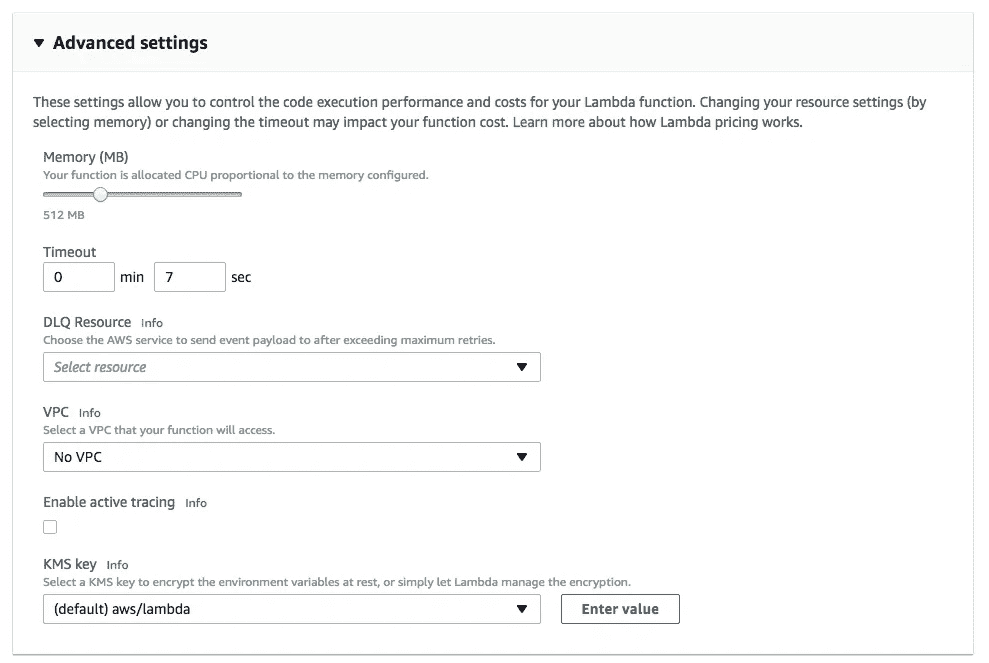 Advanced settings
These settings allow you to control the code execution performance and costs for your Lambda function. Changing your resource settings (by
selecting memory) or changing the timeout may impact your function cost. Learn more about how Lambda pricing works.
Memory (MB)
Your function is allocated CPU proportional to the memory configured.
512 MB
Timeout
0 min 7 sec
DLQ Resource Info
Choose the AWS service to send event payload to after exceeding maximum retries.
Select resource
VPC Info
Select a VPC that your function will access.
No VPC
Enable active tracing Info
KMS key Info
Select a KMS key to encrypt the environment variables at rest, or simply let Lambda manage the encryption.
(default) aws/lambda Enter value